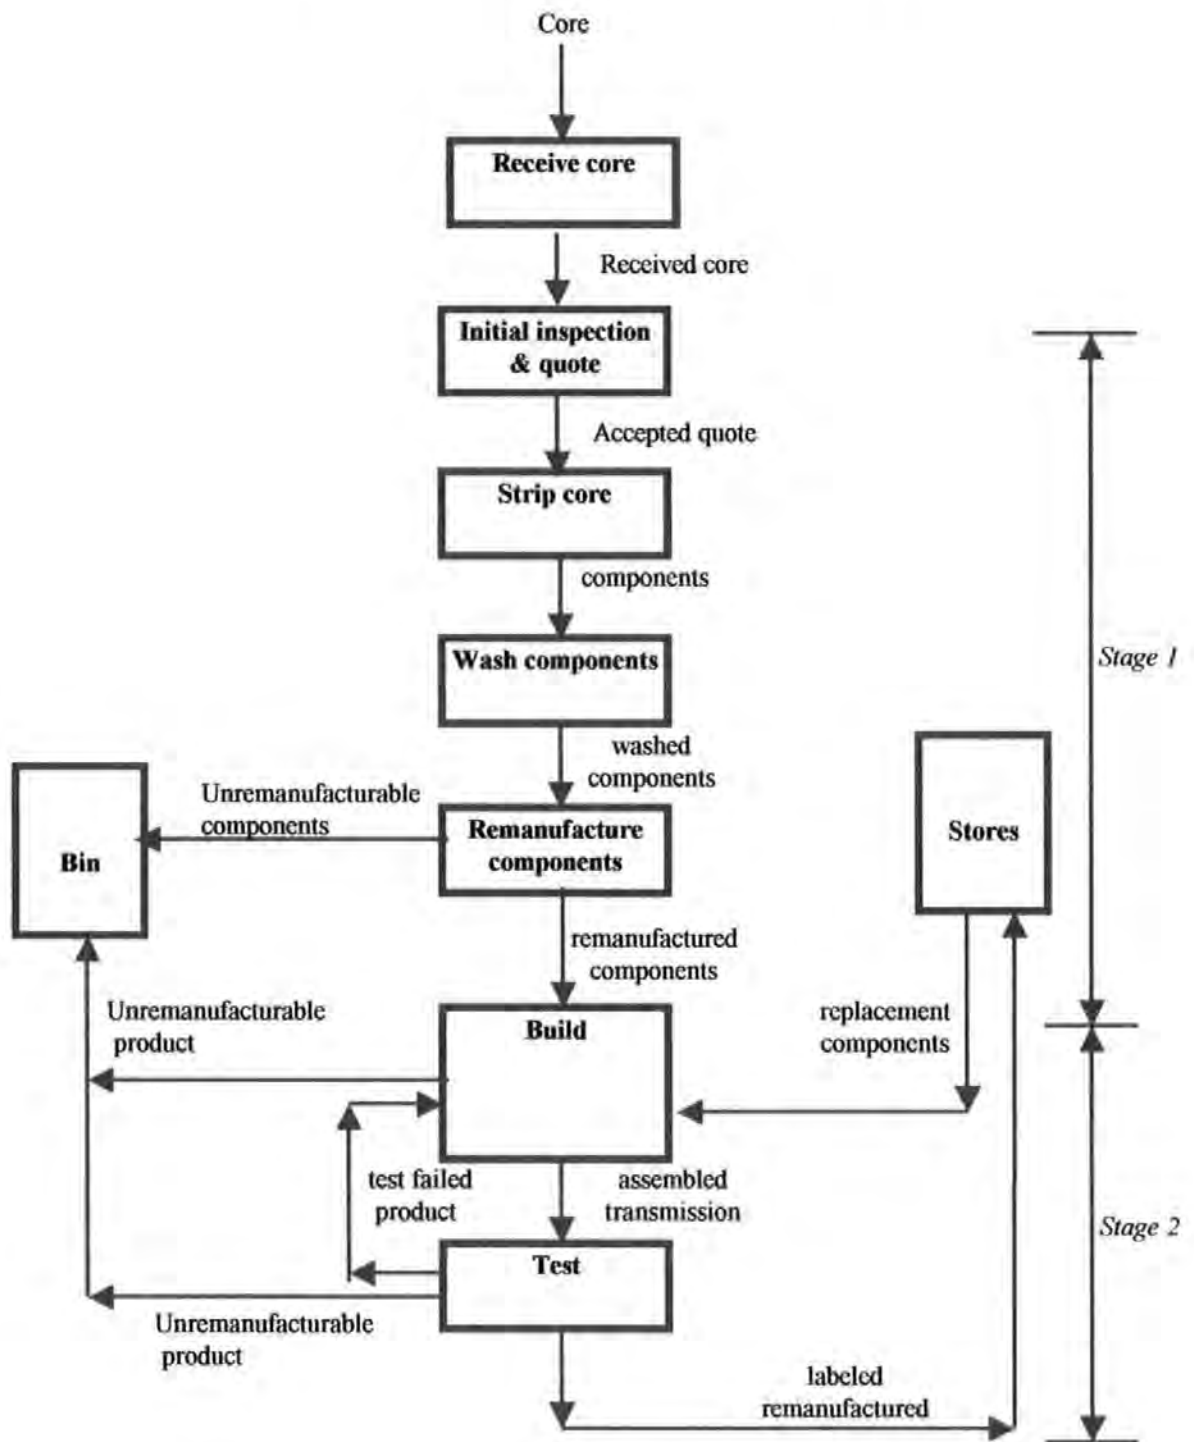 Core
Receive core
Received core
Initial inspection
& quote
Accepted quote
Strip core
components
Wash components
Stage 1
washed
components
Unremanufacturable
components
Remanufacture
components
Stores
Bin
remanufactured
components
Unremanufacturable
product
Build
replacement
components
test failed
product
assembled
transmission
Stage 2
Test
Unremanufacturable
product
labeled
remanufactured